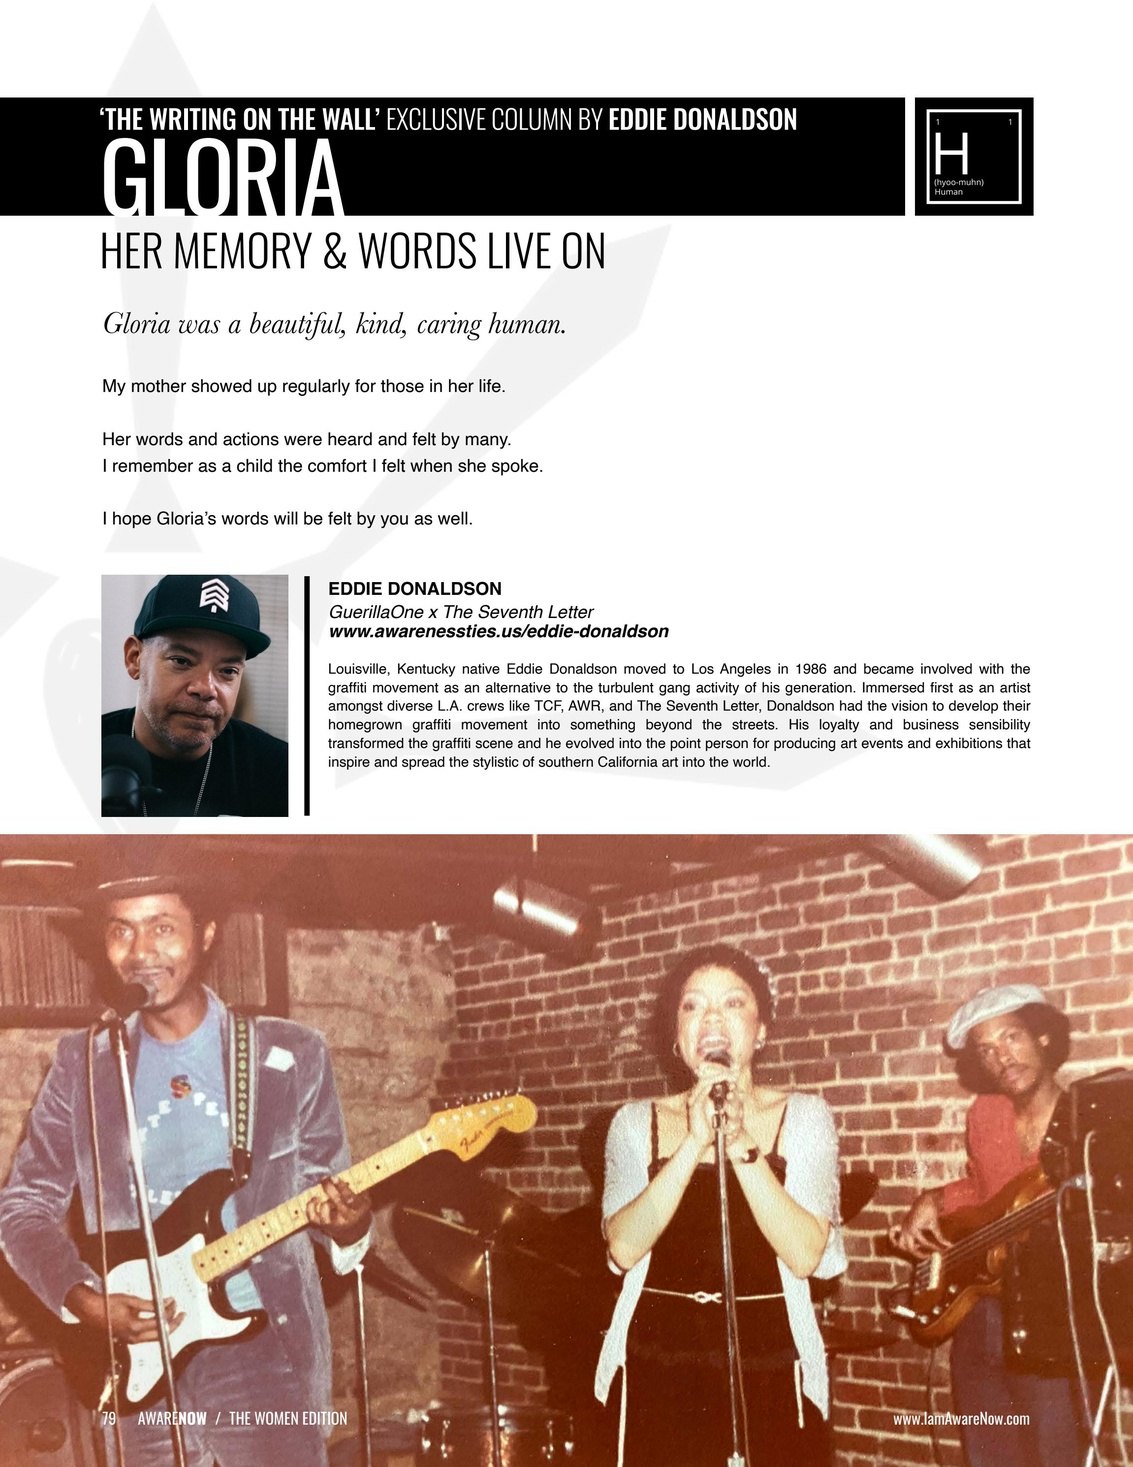 ‘THE WRITING ON THE WALL’ EXCLUSIVE COLUMN BY EDDIE DONALDSON
GLORIA
1 1
H
(hyoo-muhn)
Human
HER MEMORY & WORDS LIVE ON
Gloria was a beautiful, kind, caring human.
My mother showed up regularly for those in her life.
Her words and actions were heard and felt by many.
I remember as a child the comfort I felt when she spoke.
I hope Gloria’s words will be felt by you as well.
EDDIE DONALDSON
GuerillaOne x The Seventh Letter
www.awarenessties.us/eddie-donaldson
Louisville, Kentucky native Eddie Donaldson moved to Los Angeles in 1986 and became involved with the
graffiti movement as an alternative to the turbulent gang activity of his generation. Immersed first as an artist
amongst diverse L.A. crews like TCF, AWR, and The Seventh Letter, Donaldson had the vision to develop their
homegrown graffiti movement into something beyond the streets. His loyalty and business sensibility
transformed the graffiti scene and he evolved into the point person for producing art events and exhibitions that
inspire and spread the stylistic of southern California art into the world.
Fender
79 AWARENOW / THE WOMEN EDITION
www.IamAwareNow.com